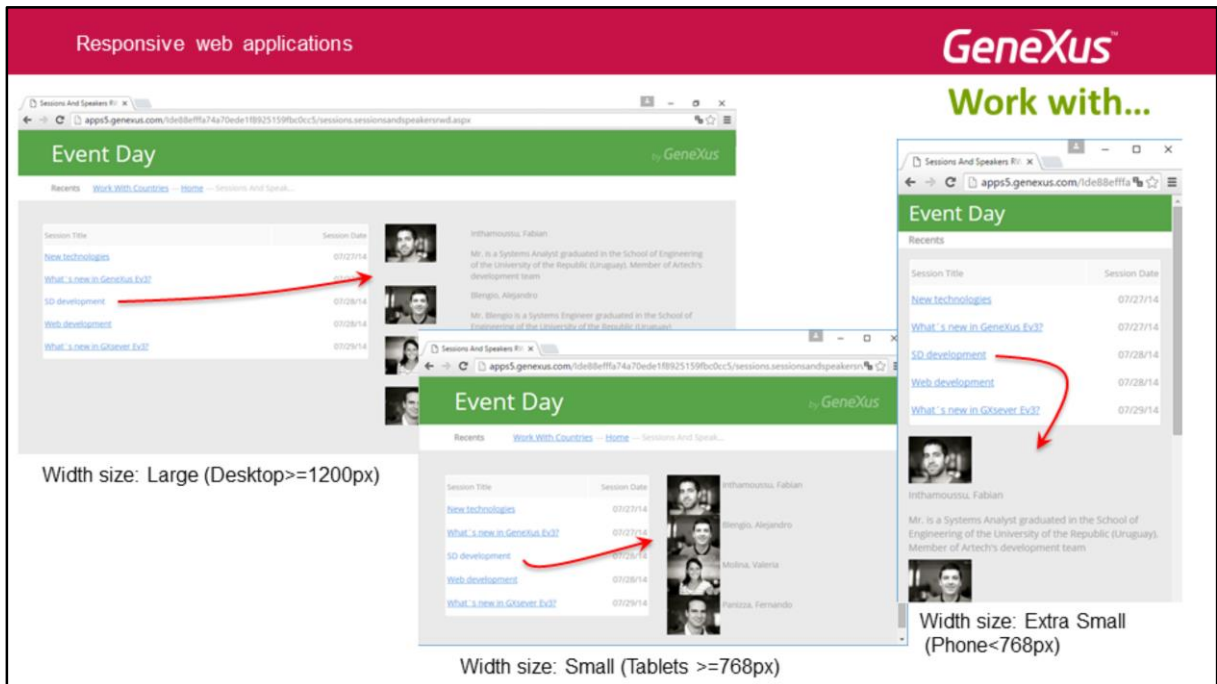 Responsive web applications
GeneXus™
Work with...
Sessions And Speakers RW
apps5.genexus.com/Ide88efffa74a70ede1f8925159fbc0cc5/sessions.sessionsandspeakersrwd.aspx
Event Day
by GeneXus
Recents Work With Countries — Home — Sessions And Speak...
Session Title Session Date
New technologies 07/27/14
What´s new in GeneXus Ev3?
SD development 07/28/14
Web development 07/28/14
What´s new in GXsever Ev3? 07/29/14
Inthamoussu, Fabian
Mr. is a Systems Analyst graduated in the School of Engineering
of the University of the Republic (Uruguay). Member of Artech's
development team
Blengio, Alejandro
Mr. Blengio is a Systems Engineer graduated in the School of
Engineering of the University of the Republic (Uruguay)
Width size: Large (Desktop>=1200px)
Sessions And Speakers RW
apps5.genexus.com/Ide88efffa74a70ede1f8925159fbc0cc5/sessions.sessionsandspeakersr
Event Day
by GeneXus
Recents Work With Countries — Home — Sessions And Speak...
Session Title Session Date
New technologies 07/27/14
What´s new in GeneXus Ev3? 07/27/14
SD development 07/28/14
Web development 07/28/14
What´s new in GXsever Ev3? 07/29/14
Inthamoussu, Fabian
Blengio, Alejandro
Molina, Valeria
Panizza, Fernando
Width size: Small (Tablets >=768px)
Sessions And Speakers RW
apps5.genexus.com/Ide88efffa
Event Day
Recents
Session Title Session Date
New technologies 07/27/14
What´s new in GeneXus Ev3? 07/27/14
SD development 07/28/14
Web development 07/28/14
What´s new in GXsever Ev3? 07/29/14
Inthamoussu, Fabian
Mr. is a Systems Analyst graduated in the School of
Engineering of the University of the Republic (Uruguay).
Member of Artech's development team
Width size: Extra Small
(Phone<768px)